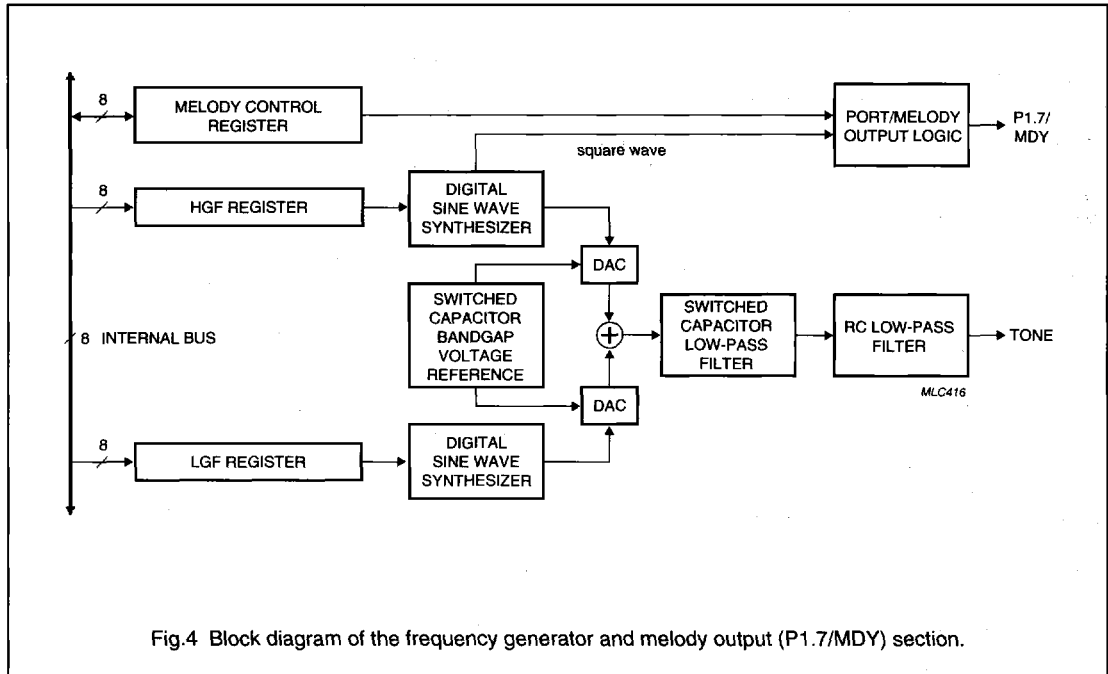 8
MELODY CONTROL
REGISTER
PORT/MELODY
OUTPUT LOGIC
P1.7/
MDY
square wave
8
HGF REGISTER
DIGITAL
SINE WAVE
SYNTHESIZER
DAC
SWITCHED
CAPACITOR
BANDGAP
VOLTAGE
REFERENCE
+
SWITCHED
CAPACITOR
LOW-PASS
FILTER
RC LOW-PASS
FILTER
TONE
8 INTERNAL BUS
MLC416
DAC
8
LGF REGISTER
DIGITAL
SINE WAVE
SYNTHESIZER
Fig.4 Block diagram of the frequency generator and melody output (P1.7/MDY) section.